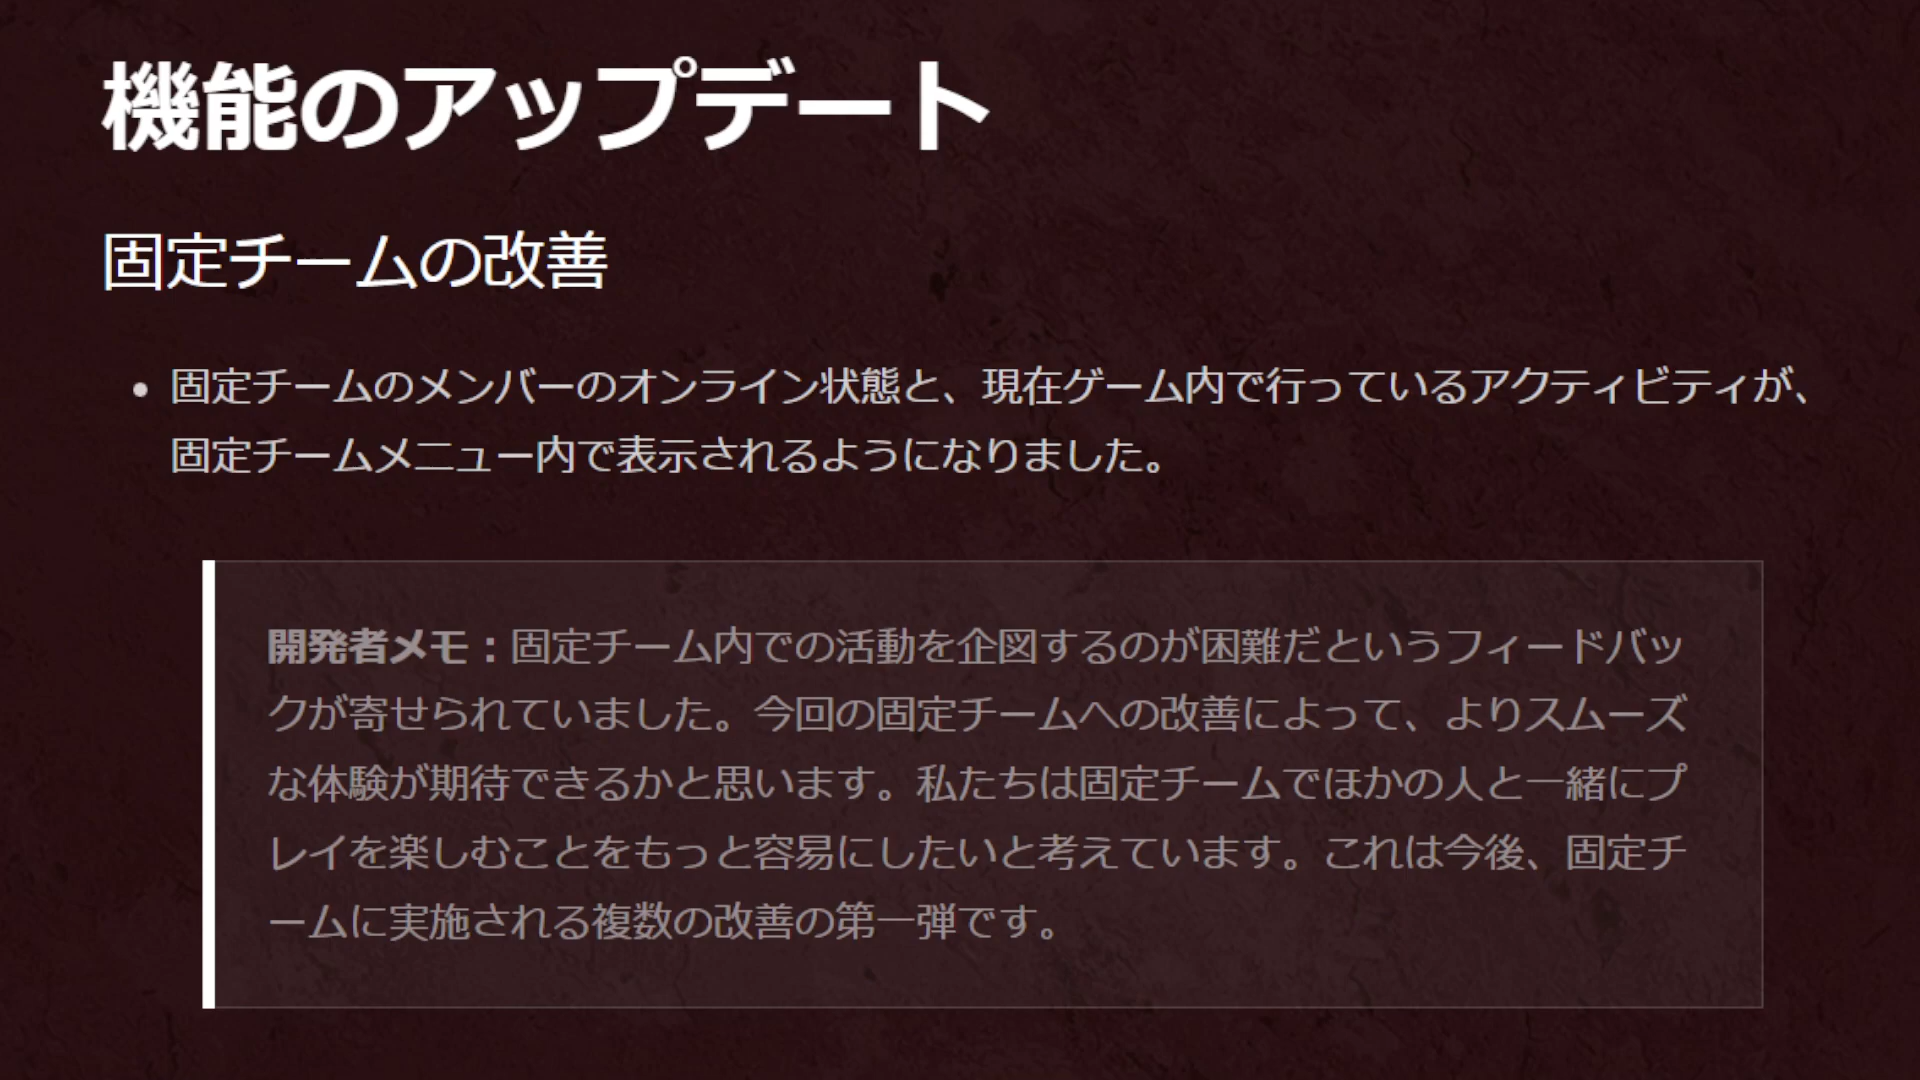 機能のアップデート
固定チームの改善
• 固定チームのメンバーのオンライン状態と、現在ゲーム内で行っているアクティビティが、
固定チームメニュー内で表示されるようになりました。
開発者メモ：固定チーム内での活動を企図するのが困難だというフィードバッ
クが寄せられていました。今回の固定チームへの改善によって、よりスムーズ
な体験が期待できるかと思います。私たちは固定チームでほかの人と一緒にプ
レイを楽しむことをもっと容易にしたいと考えています。これは今後、固定チ
ームに実施される複数の改善の第一弾です。